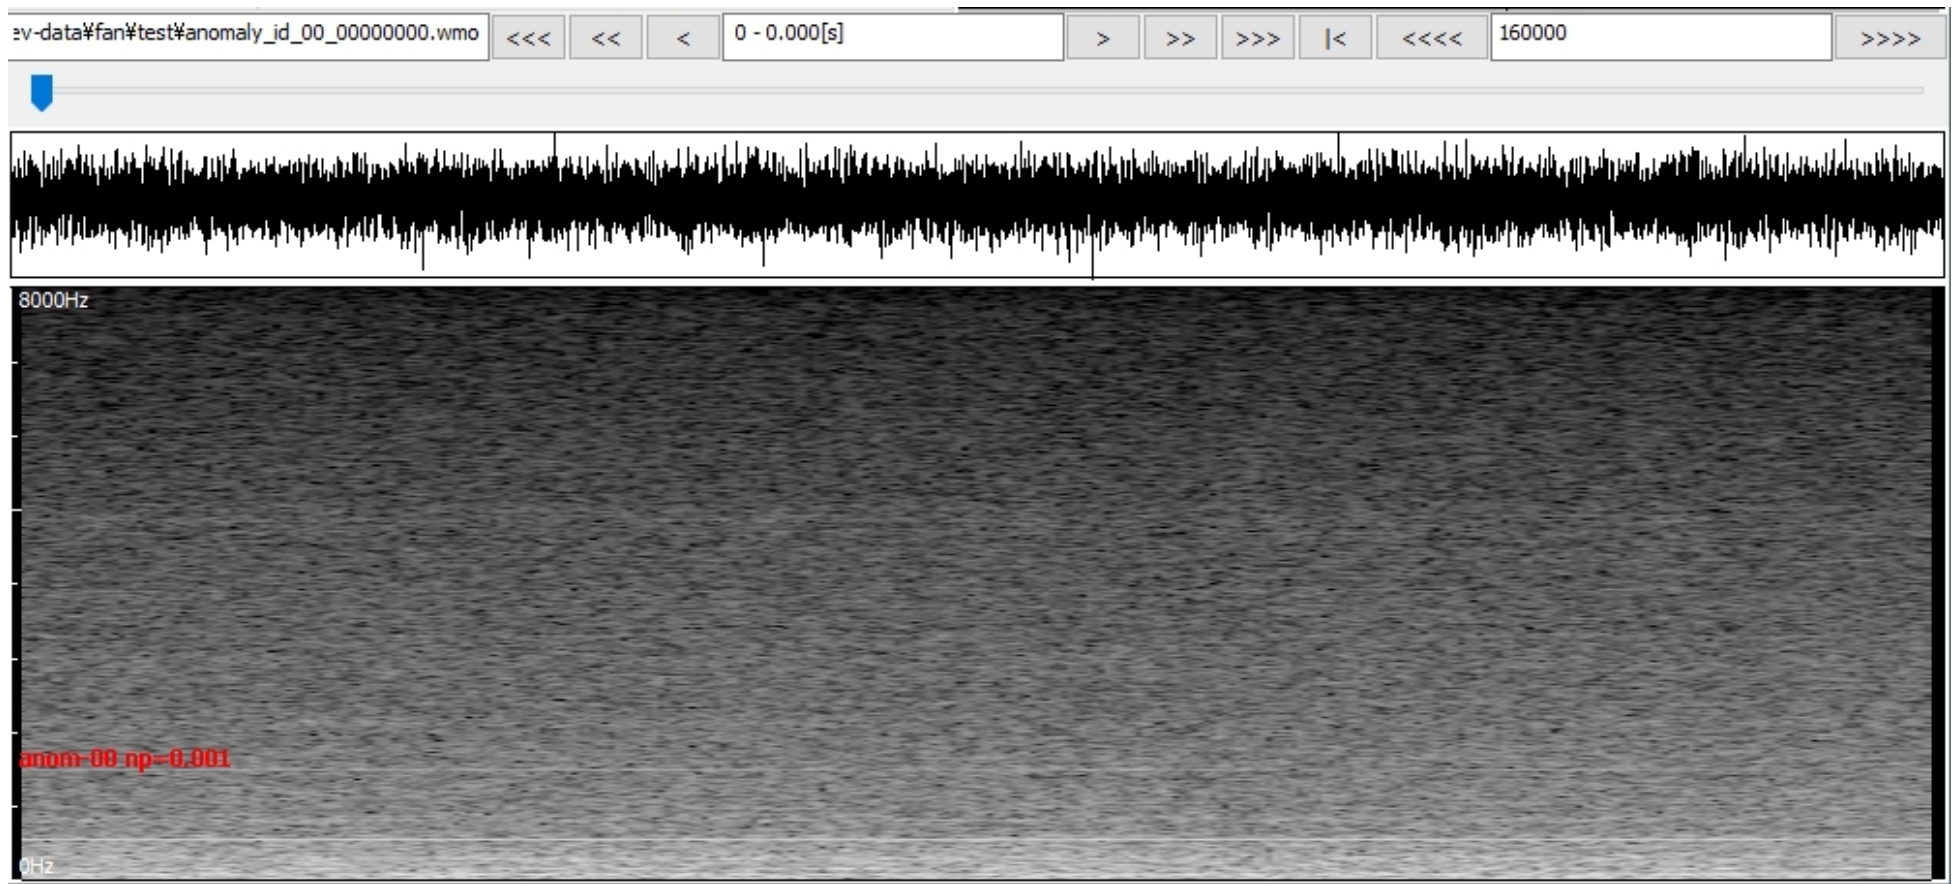 ev-data¥fan¥test¥anomaly_id_00_00000000.wmo <<< << < 0 - 0.000[s] > >> >>> |< <<<< 160000 >>>>
8000Hz
anom-00 np=0.001
0Hz